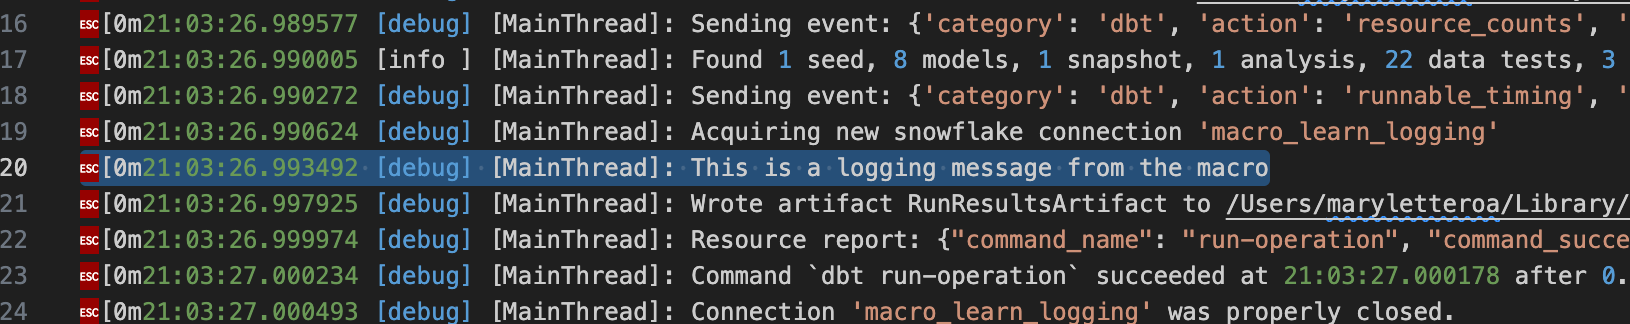 16 ESC[0m21:03:26.989577 [debug] [MainThread]: Sending event: {'category': 'dbt', 'action': 'resource_counts', '
17 ESC[0m21:03:26.990005 [info ] [MainThread]: Found 1 seed, 8 models, 1 snapshot, 1 analysis, 22 data tests, 3
18 ESC[0m21:03:26.990272 [debug] [MainThread]: Sending event: {'category': 'dbt', 'action': 'runnable_timing', '
19 ESC[0m21:03:26.990624 [debug] [MainThread]: Acquiring new snowflake connection 'macro_learn_logging'
20 ESC[0m21:03:26.993492 [debug] [MainThread]: This is a logging message from the macro
21 ESC[0m21:03:26.997925 [debug] [MainThread]: Wrote artifact RunResultsArtifact to /Users/maryletteroa/Library/
22 ESC[0m21:03:26.999974 [debug] [MainThread]: Resource report: {"command_name": "run-operation", "command_succe
23 ESC[0m21:03:27.000234 [debug] [MainThread]: Command `dbt run-operation` succeeded at 21:03:27.000178 after 0.
24 ESC[0m21:03:27.000493 [debug] [MainThread]: Connection 'macro_learn_logging' was properly closed.